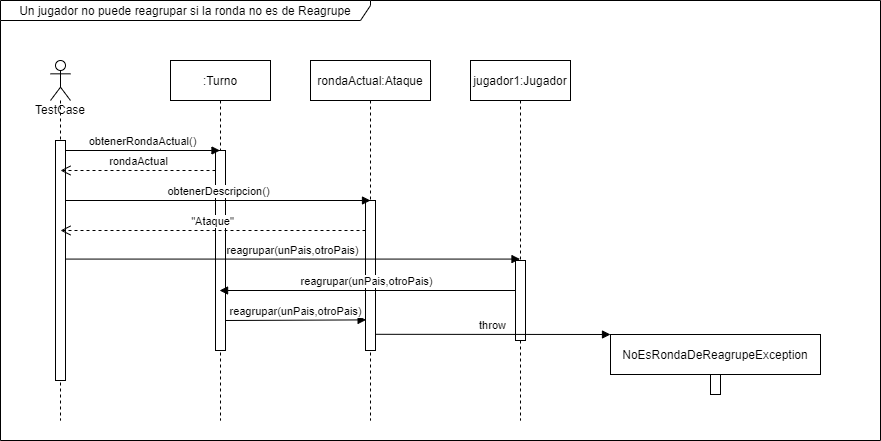 Un jugador no puede reagrupar si la ronda no es de Reagrupe
:Turno
rondaActual:Ataque
jugador1:Jugador
TestCase
obtenerRondaActual()
rondaActual
obtenerDescripcion()
"Ataque"
reagrupar(unPais,otroPais)
reagrupar(unPais,otroPais)
reagrupar(unPais,otroPais)
throw
NoEsRondaDeReagrupeException